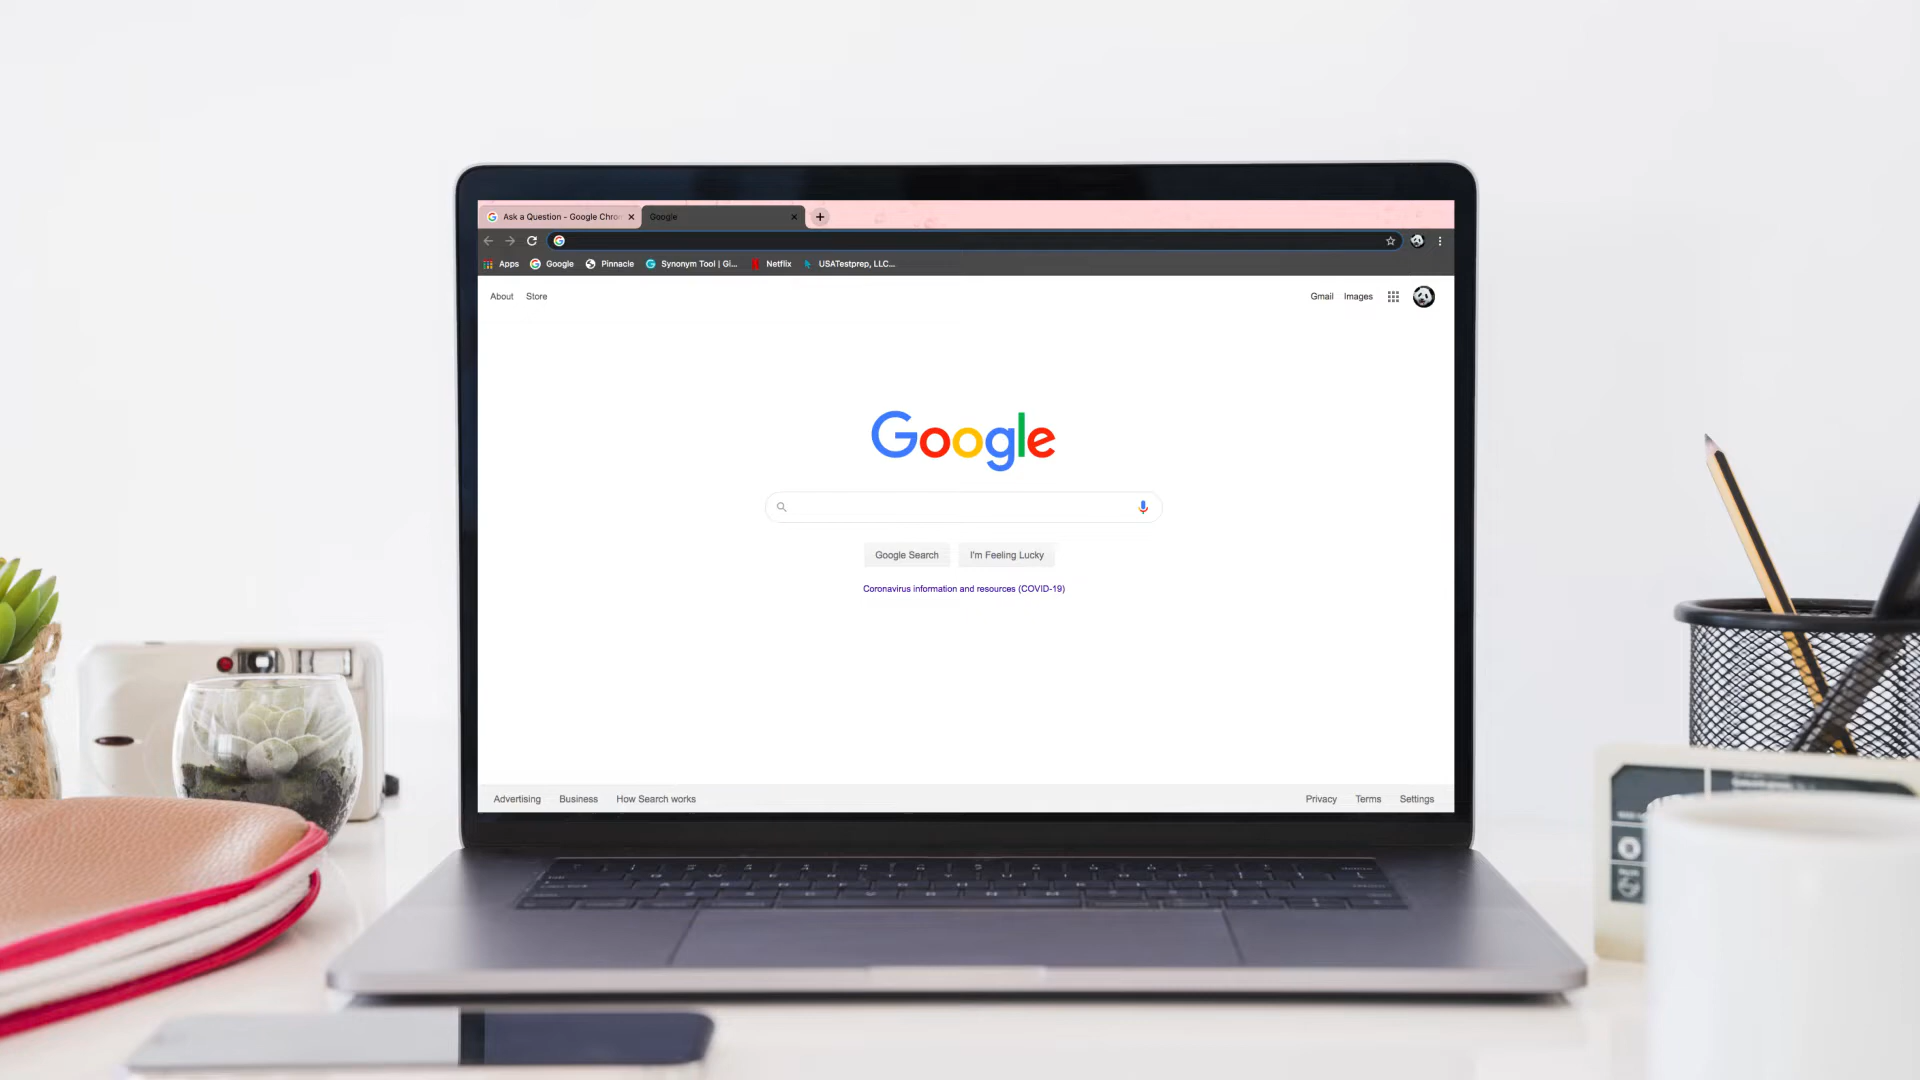 Ask a Question - Google Chro
Google
Apps Google Pinnacle Synonym Tool | Gi... Netflix USATestprep, LLC...
About Store
Gmail Images
Google
Google Search I'm Feeling Lucky
Coronavirus information and resources (COVID-19)
Advertising Business How Search works
Privacy Terms Settings